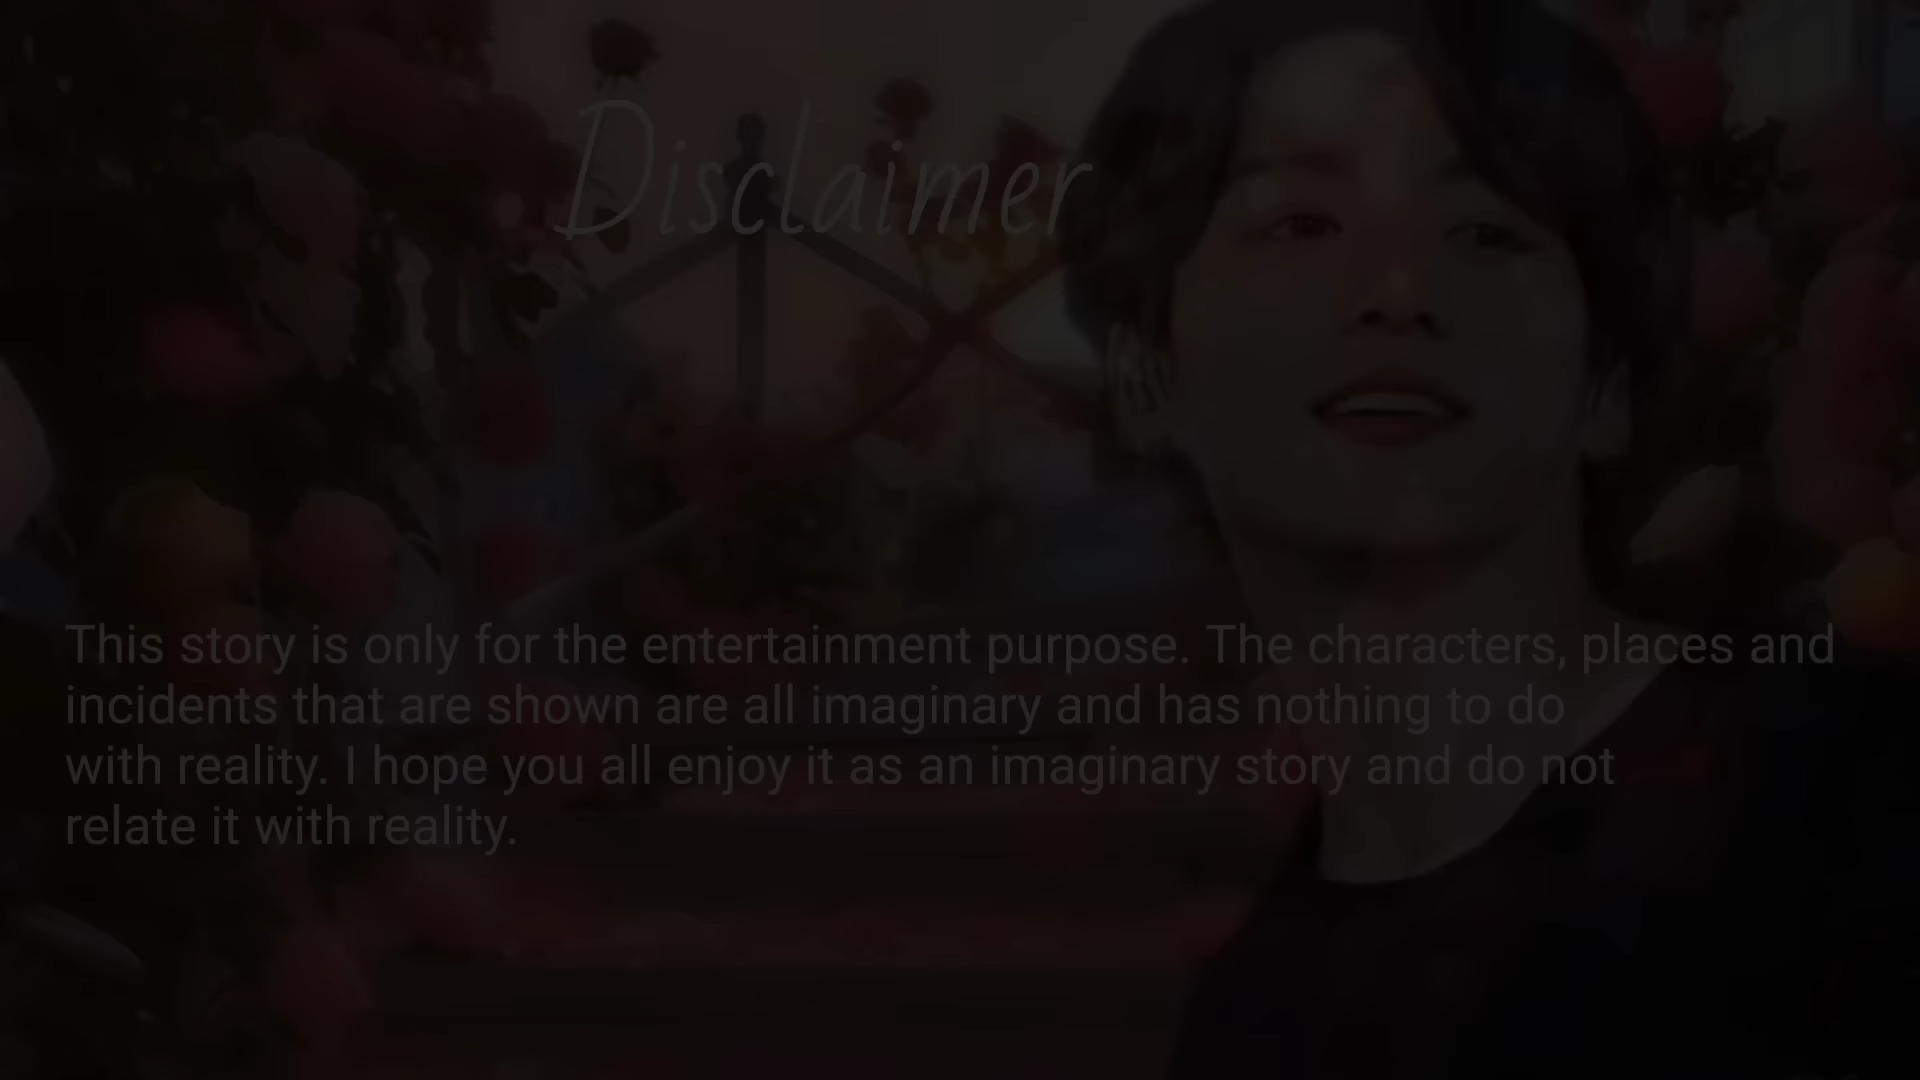 Disclaimer
This story is only for the entertainment purpose. The characters, places and
incidents that are shown are all imaginary and has nothing to do
with reality. I hope you all enjoy it as an imaginary story and do not
relate it with reality.